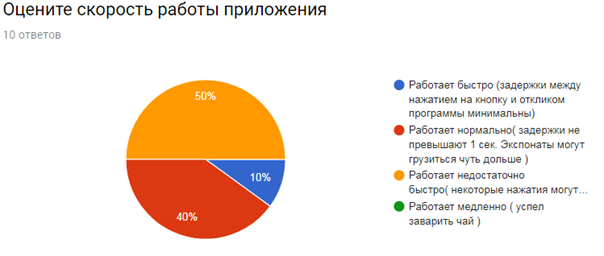 Оцените скорость работы приложения
10 ответов
50%
10%
40%
Работает быстро (задержки между
нажатием на кнопку и откликом
программы минимальны)
Работает нормально( задержки не
превышают 1 сек. Экспонаты могут
грузиться чуть дольше )
Работает недостаточно
быстро( некоторые нажатия могут…
Работает медленно ( успел
заварить чай )